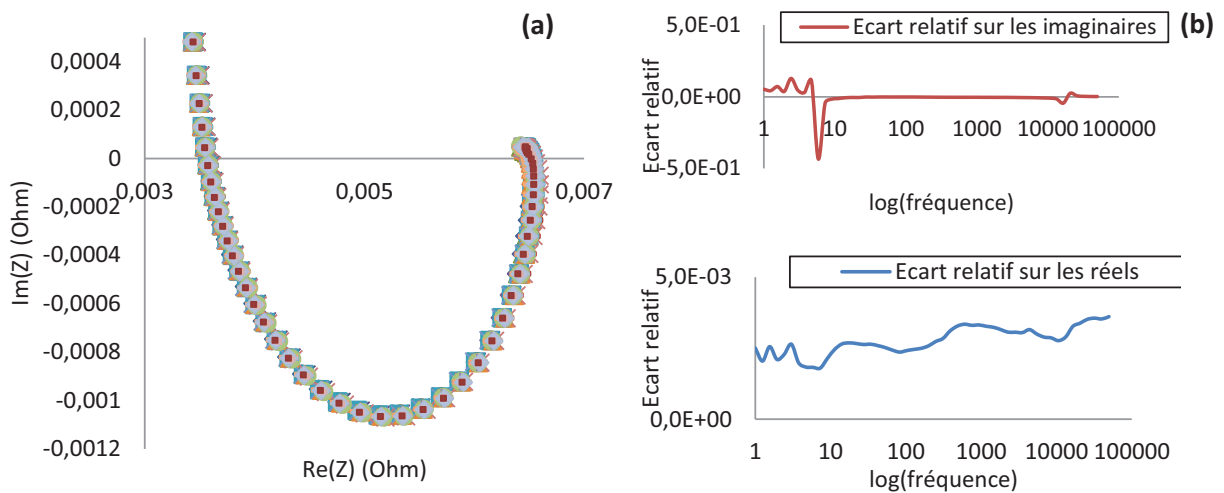 (a)
0,0004
0,0002
0
-0,0002
-0,0004
-0,0006
-0,0008
-0,001
-0,0012
0,003
0,005
0,007
Im(Z) (Ohm)
Re(Z) (Ohm)
(b)
5,0E-01
0,0E+00
-5,0E-01
Ecart relatif sur les imaginaires
Ecart relatif
1
10
100
1000
10000
100000
log(fréquence)
5,0E-03
0,0E+00
Ecart relatif sur les réels
Ecart relatif
1
10
100
1000
10000
100000
log(fréquence)